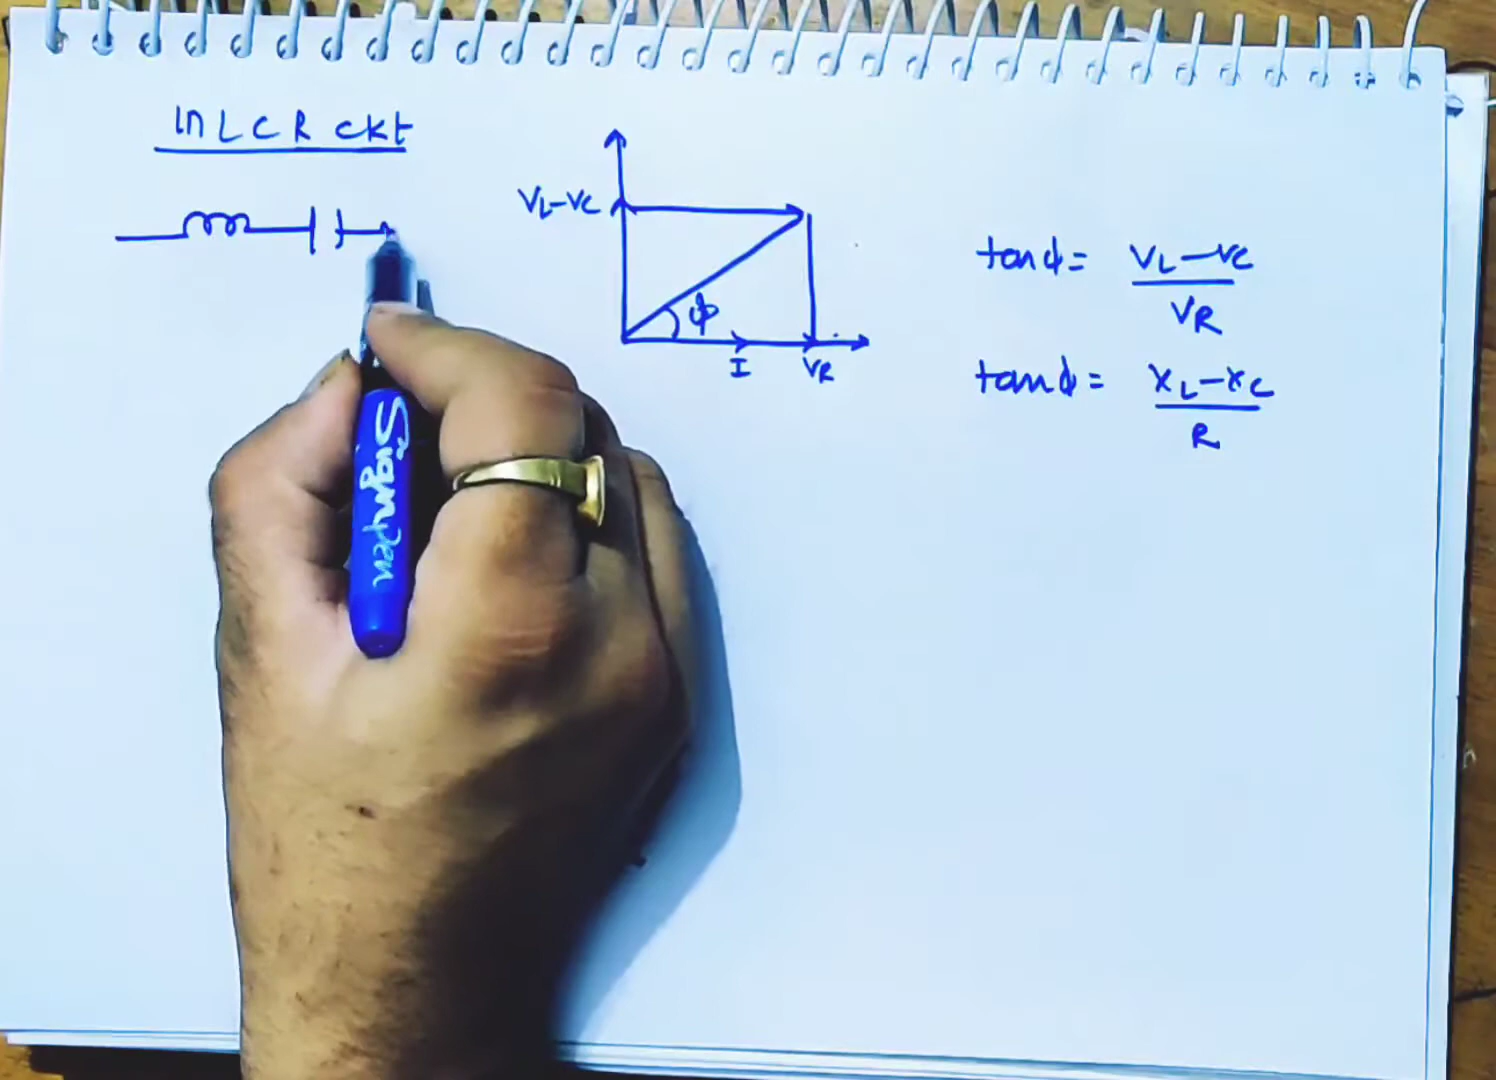 In LCR ckt
VL-VC
ϕ
I
VR
tanϕ = VL-VC / VR
tanϕ = XL-XC / R
Signpen